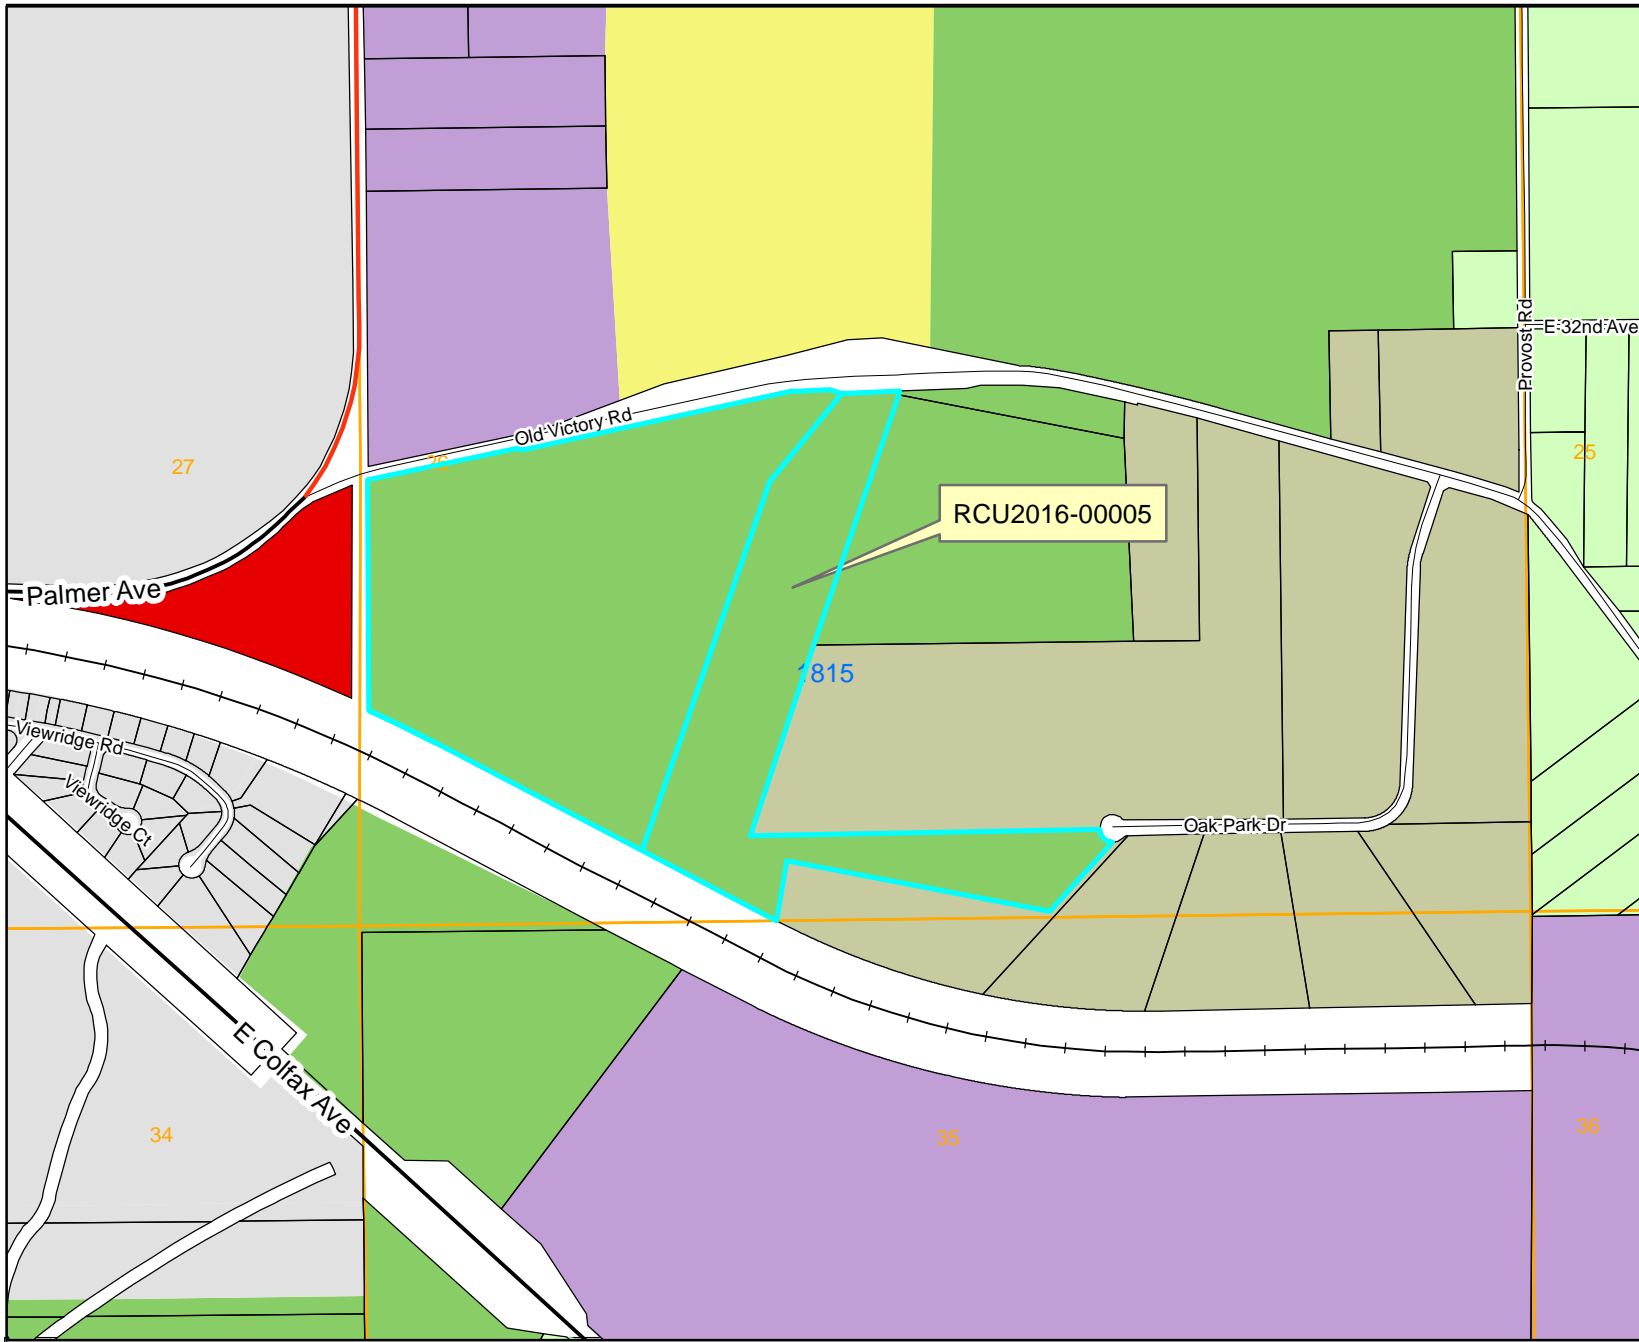 E 32nd Ave
Provost Rd
Old Victory Rd
27
26
25
RCU2016-00005
Palmer Ave
1815
Viewridge Rd
Viewridge Ct
Oak Park Dr
E Colfax Ave
34
35
36